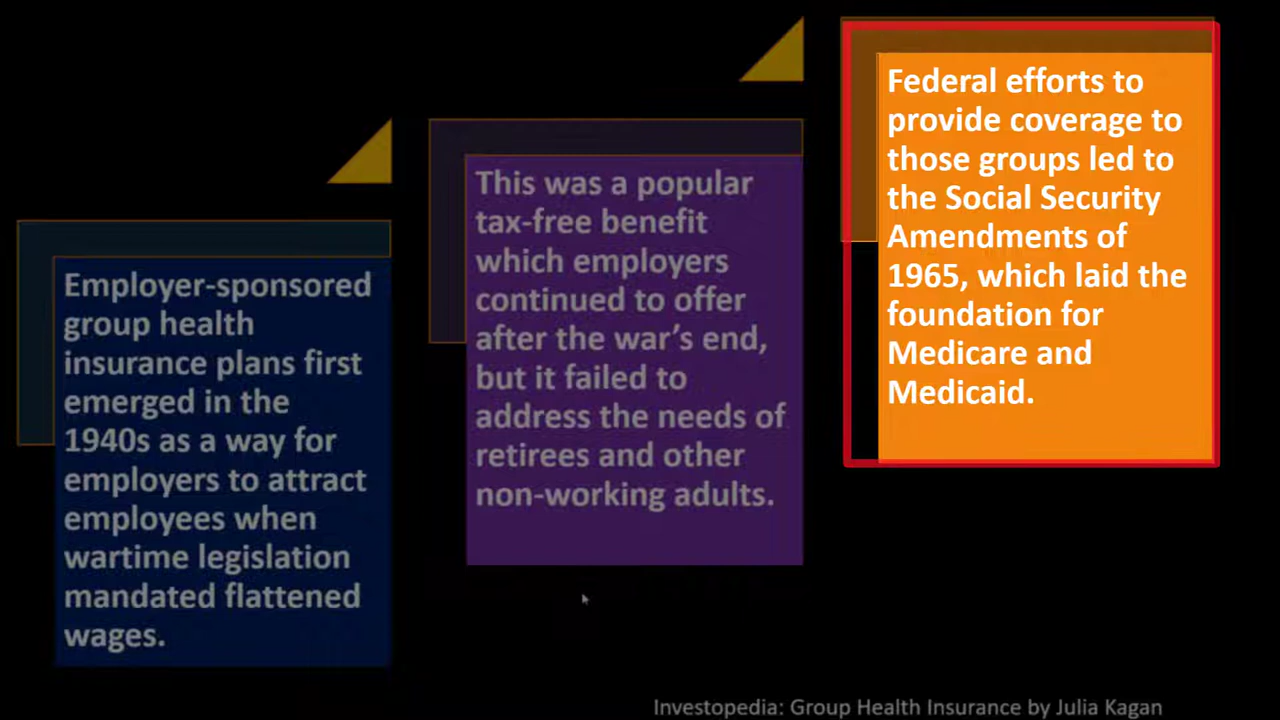 Employer-sponsored
group health
insurance plans first
emerged in the
1940s as a way for
employers to attract
employees when
wartime legislation
mandated flattened
wages.
This was a popular
tax-free benefit
which employers
continued to offer
after the war’s end,
but it failed to
address the needs of
retirees and other
non-working adults.
Federal efforts to
provide coverage to
those groups led to
the Social Security
Amendments of
1965, which laid the
foundation for
Medicare and
Medicaid.
Investopedia: Group Health Insurance by Julia Kagan